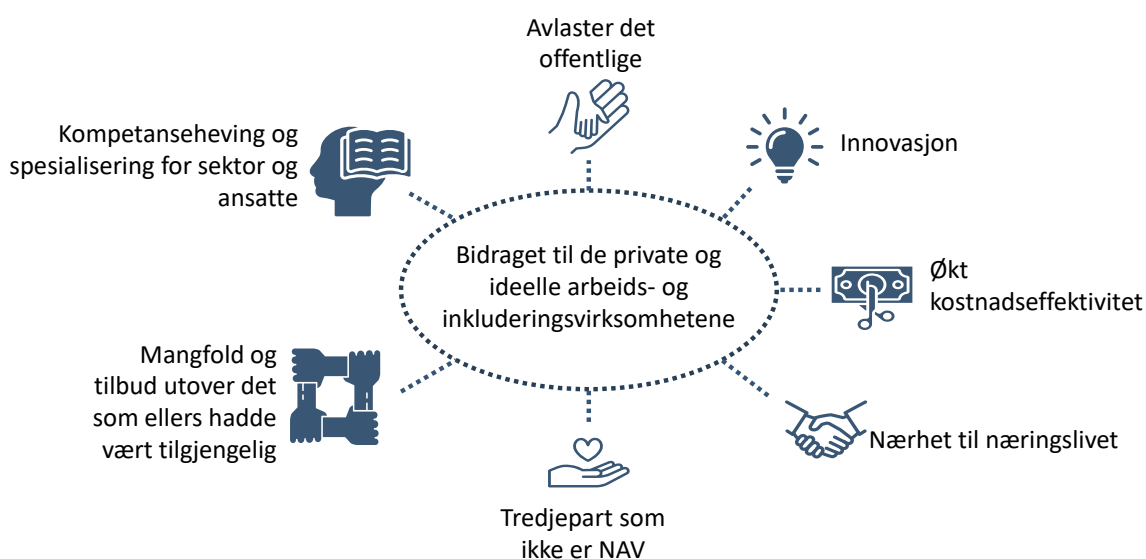 Avlaster det
offentlige
Kompetanseheving og
spesialisering for sektor og
ansatte
Innovasjon
Bidraget til de private og
ideelle arbeids- og
inkluderingsvirksomhetene
Økt
kostnadseffektivitet
Mangfold og
tilbud utover det
som ellers hadde
vært tilgjengelig
Nærhet til næringslivet
Tredjepart som
ikke er NAV